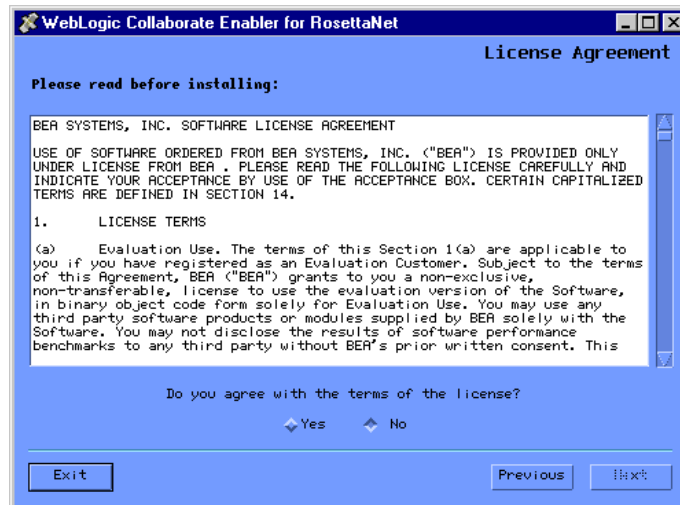 WebLogic Collaborate Enabler for RosettaNet
License Agreement
Please read before installing:
BEA SYSTEMS, INC. SOFTWARE LICENSE AGREEMENT
USE OF SOFTWARE ORDERED FROM BEA SYSTEMS, INC. ("BEA") IS PROVIDED ONLY
UNDER LICENSE FROM BEA . PLEASE READ THE FOLLOWING LICENSE CAREFULLY AND
INDICATE YOUR ACCEPTANCE BY USE OF THE ACCEPTANCE BOX. CERTAIN CAPITALIZED
TERMS ARE DEFINED IN SECTION 14.
1. LICENSE TERMS
(a) Evaluation Use. The terms of this Section 1(a) are applicable to
you if you have registered as an Evaluation Customer. Subject to the terms
of this Agreement, BEA ("BEA") grants to you a non-exclusive,
non-transferable, license to use the evaluation version of the Software,
in binary object code form solely for Evaluation Use. You may use any
third party software products or modules supplied by BEA solely with the
Software. You may not disclose the results of software performance
benchmarks to any third party without BEA's prior written consent. This
Do you agree with the terms of the license?
Yes No
Exit Previous Next